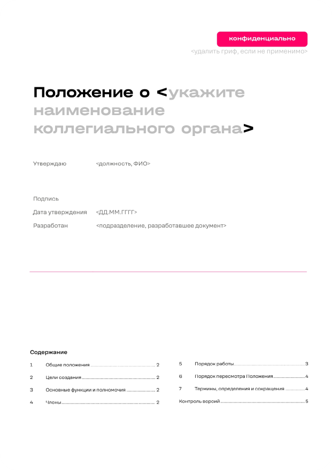 конфиденциально
<удалить гриф, если не применимо>
Положение о <укажите
наименование
коллегиального органа>
Утверждаю <должность, ФИО>
Подпись
Дата утверждения <ДД.ММ.ГГГГ>
Разработан <подразделение, разработавшее документ>
Содержание
1 Общие положения 2
2 Цели создания 2
3 Основные функции и полномочия 2
4 Члены 2
5 Порядок работы 3
6 Порядок пересмотра Положения 4
7 Термины, определения и сокращения 4
Контроль версий 5